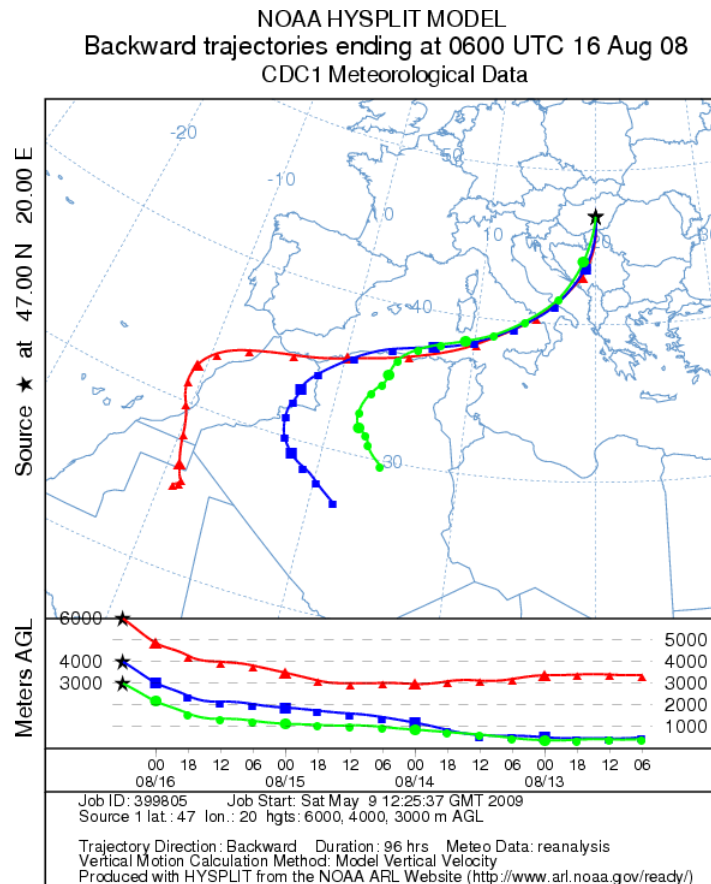 NOAA HYSPLIT MODEL
Backward trajectories ending at 0600 UTC 16 Aug 08
CDC1 Meteorological Data
Source ★ at 47.00 N 20.00 E
-20
-10
0
10
20
30
40
30
Meters AGL
6000
4000
3000
5000
4000
3000
2000
1000
00 18 12 06 00 18 12 06 00 18 12 06 00 18 12 06
08/16 08/15 08/14 08/13
Job ID: 399805 Job Start: Sat May 9 12:25:37 GMT 2009
Source 1 lat.: 47 lon.: 20 hgts: 6000, 4000, 3000 m AGL
Trajectory Direction: Backward Duration: 96 hrs Meteo Data: reanalysis
Vertical Motion Calculation Method: Model Vertical Velocity
Produced with HYSPLIT from the NOAA ARL Website (http://www.arl.noaa.gov/ready/)